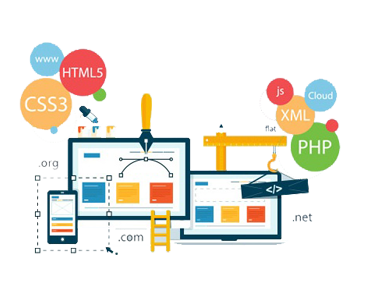 www
HTML5
CSS3
js
Cloud
XML
flat
PHP
.org
</>
.net
.com